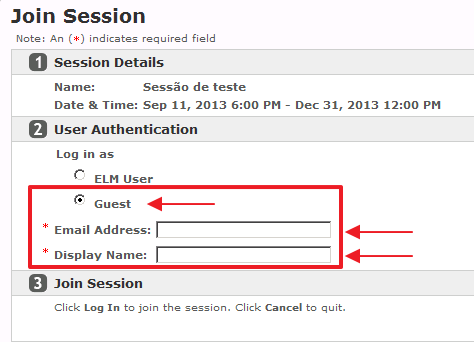 Join Session
Note: An (*) indicates required field
1 Session Details
Name: Sessão de teste
Date & Time: Sep 11, 2013 6:00 PM - Dec 31, 2013 12:00 PM
2 User Authentication
Log in as
ELM User
Guest
* Email Address:
* Display Name:
3 Join Session
Click Log In to join the session. Click Cancel to quit.